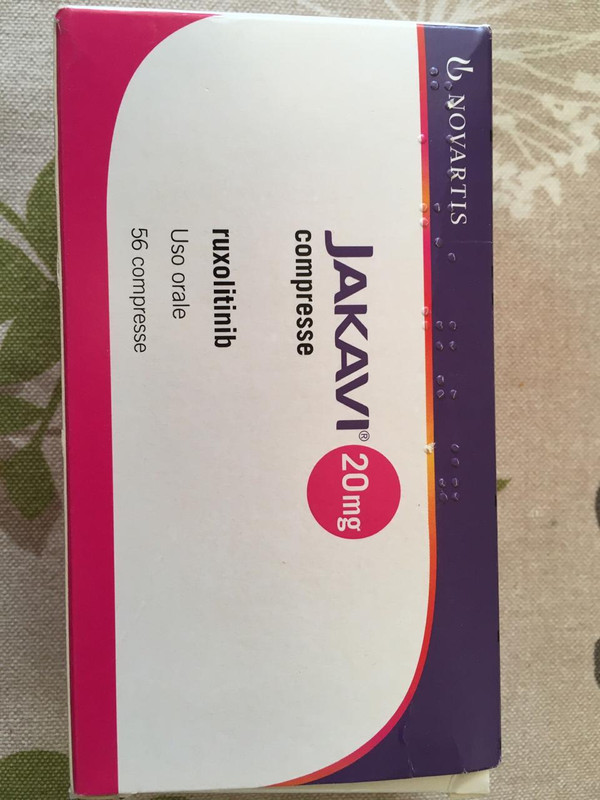 NOVARTIS
JAKAVI® 20mg
compresse
ruxolitinib
Uso orale
56 compresse